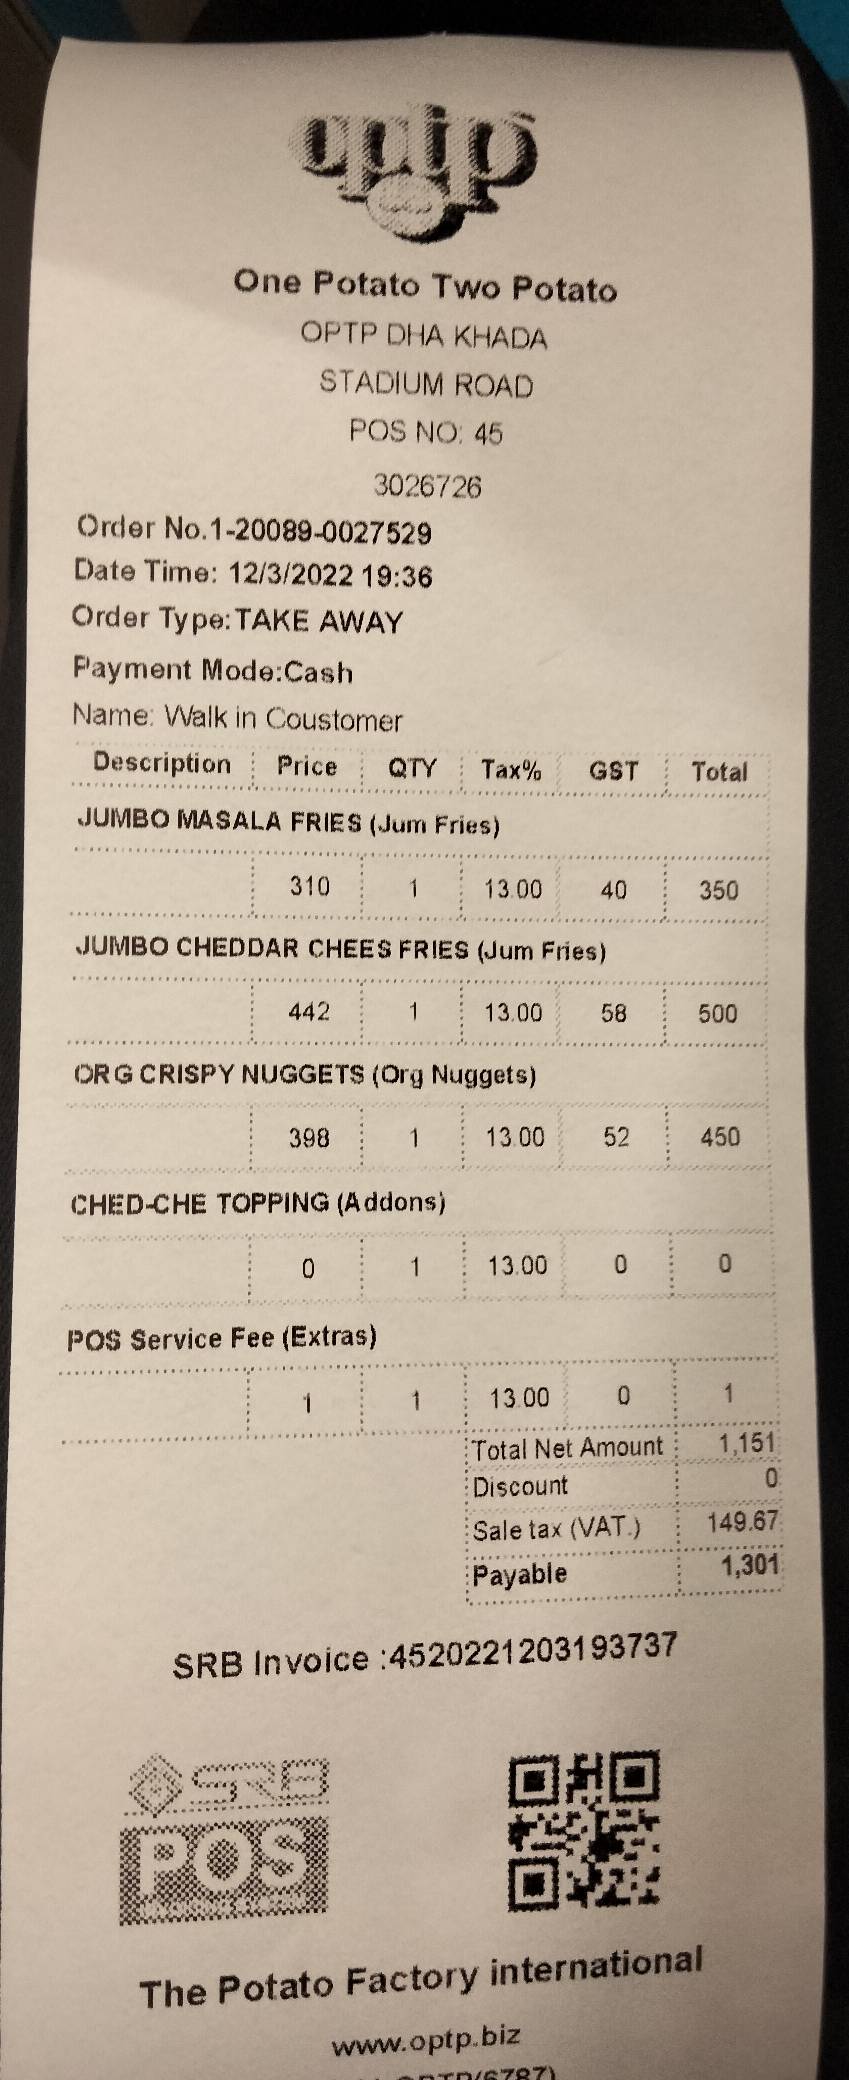 optp
One Potato Two Potato
OPTP DHA KHADA
STADIUM ROAD
POS NO: 45
3026726
Order No.1-20089-0027529
Date Time: 12/3/2022 19:36
Order Type:TAKE AWAY
Payment Mode:Cash
Name: Walk in Coustomer
Description Price QTY Tax% GST Total
JUMBO MASALA FRIES (Jum Fries)
310 1 13.00 40 350
JUMBO CHEDDAR CHEES FRIES (Jum Fries)
442 1 13.00 58 500
ORG CRISPY NUGGETS (Org Nuggets)
398 1 13.00 52 450
CHED-CHE TOPPING (Addons)
0 1 13.00 0 0
POS Service Fee (Extras)
1 1 13.00 0 1
Total Net Amount 1,151
Discount 0
Sale tax (VAT.) 149.67
Payable 1,301
SRB Invoice :4520221203193737
SRB
POS
The Potato Factory international
www.optp.biz
OPTP(6787)